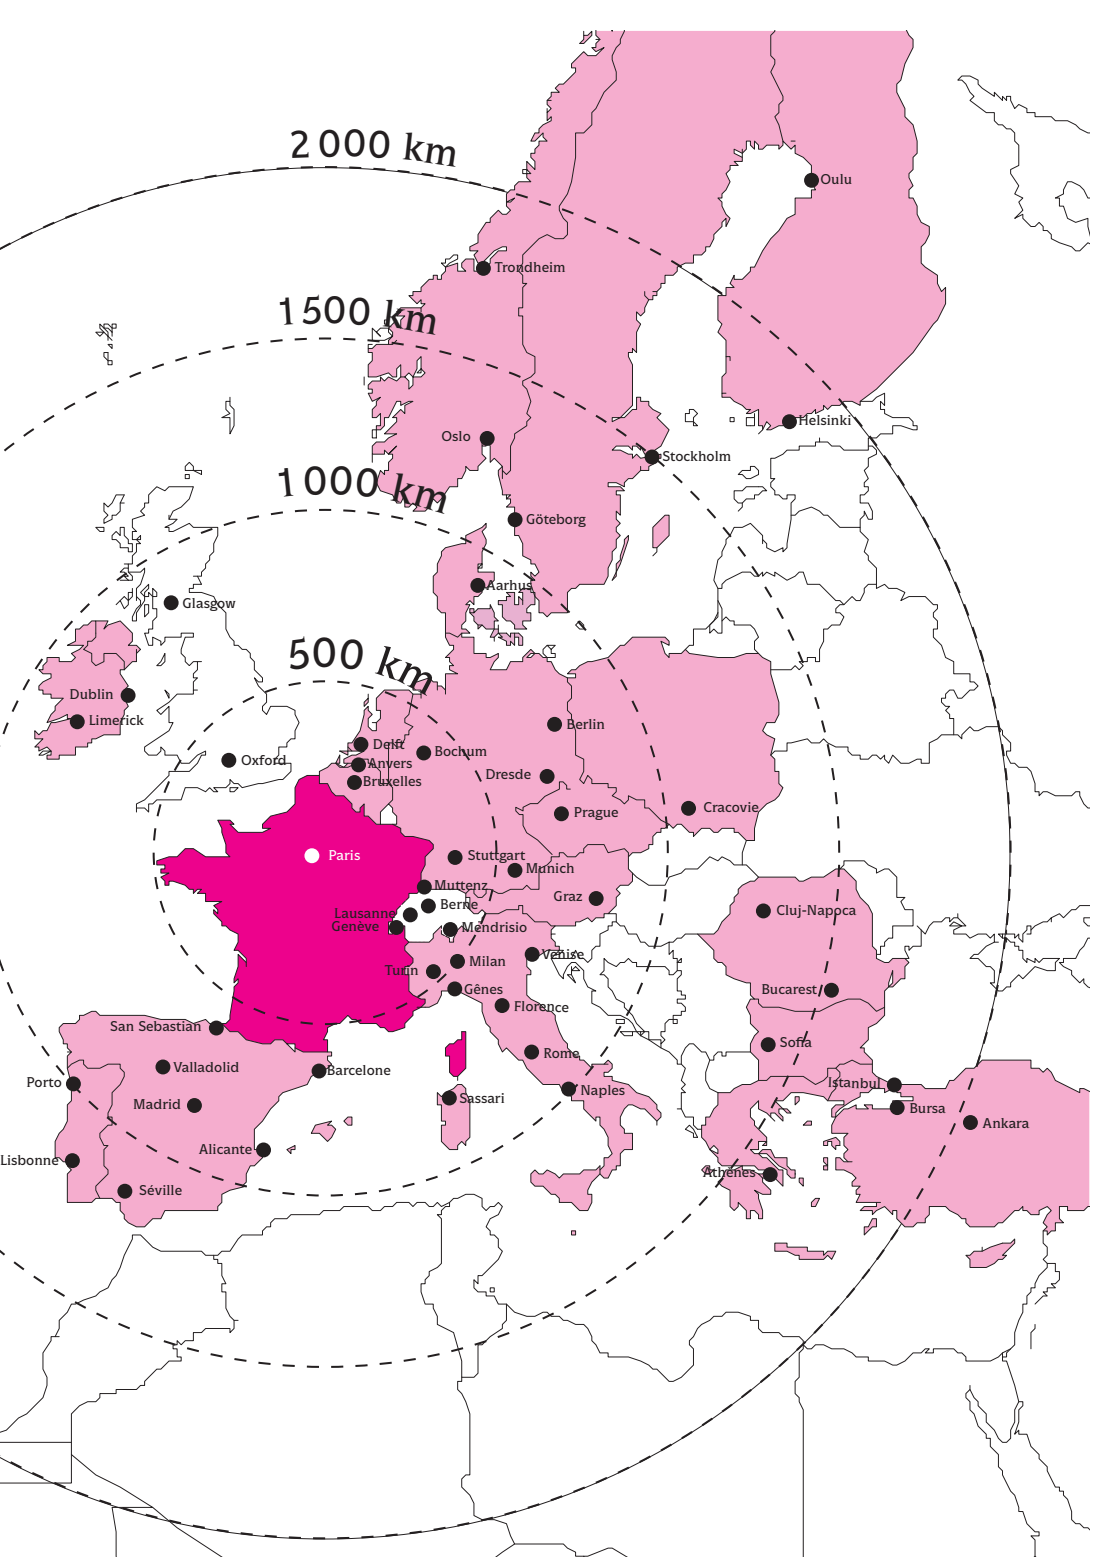 2 000 km
Oulu
Trondheim
1 500 km
Helsinki
Oslo
Stockholm
1 000 km
Göteborg
Aarhus
Glasgow
500 km
Dublin
Limerick
Berlin
Delft
Bochum
Oxford
Anvers
Dresde
Bruxelles
Cracovie
Prague
Paris
Stuttgart
Munich
Muttenz
Graz
Berne
Lausanne
Cluj-Napoca
Genève
Mendrisio
Venise
Milan
Turin
Gênes
Bucarest
Florence
San Sebastian
Sofia
Rome
Valladolid
Barcelone
Porto
Istanbul
Naples
Sassari
Madrid
Bursa
Ankara
Alicante
Lisbonne
Athènes
Séville